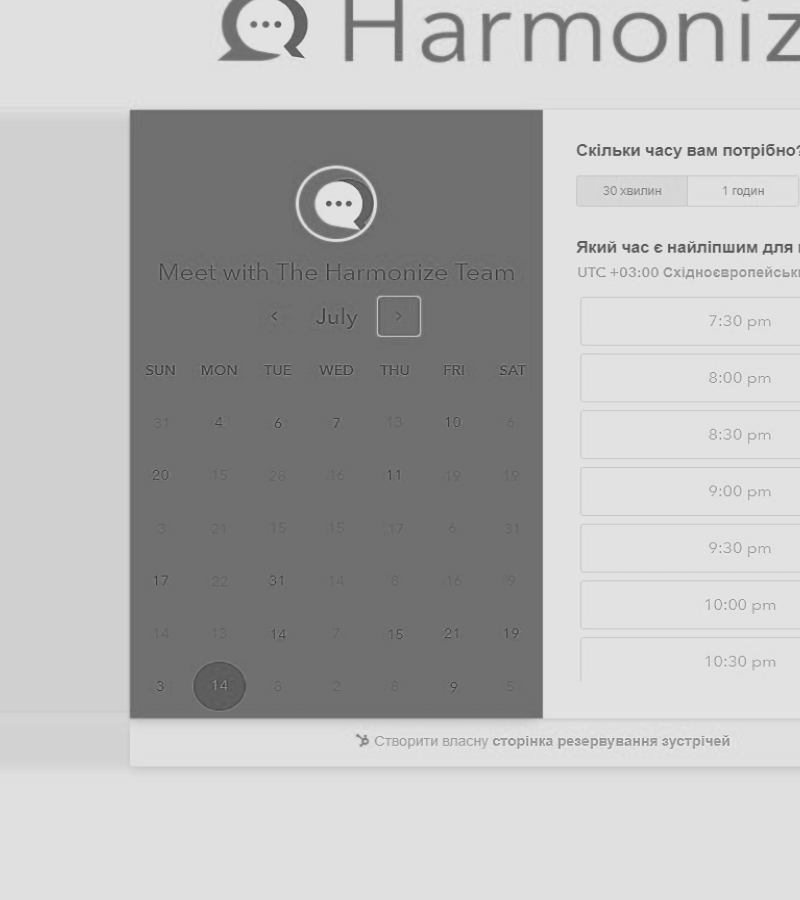 Harmoniz
Meet with The Harmonize Team
July
SUN MON TUE WED THU FRI SAT
31 4 6 7 13 10 6
20 15 28 16 11 19 19
3 21 15 15 17 6 31
17 22 31 14 8 16 9
14 13 14 7 15 21 19
3 14 8 2 8 9 5
Скільки часу вам потрібно?
30 хвилин 1 годин
Який час є найліпшим для
UTC +03:00 Східноєвропейськ
7:30 pm
8:00 pm
8:30 pm
9:00 pm
9:30 pm
10:00 pm
10:30 pm
Створити власну сторінка резервування зустрічей